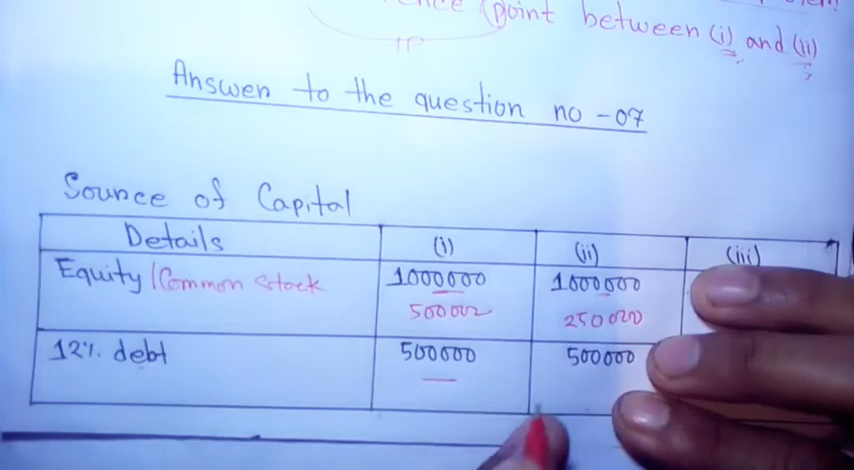 point between (i) and (ii)
IP
Answer to the question no - 07
Source of Capital
Details (i) (ii) (iii)
Equity / Common stock 1000000 1000000
500000 250000
12% debt 500000 500000